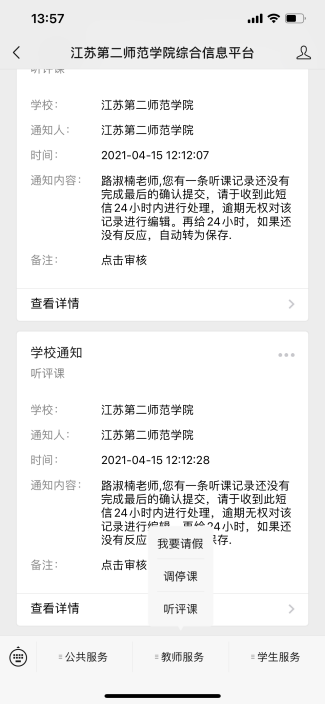 13:57
江苏第二师范学院综合信息平台
听评课
学校: 江苏第二师范学院
通知人: 江苏第二师范学院
时间: 2021-04-15 12:12:07
通知内容: 路淑楠老师,您有一条听课记录还没有
完成最后的确认提交，请于收到此短
信24小时内进行处理，逾期无权对该
记录进行编辑。再给24小时，如果还
没有反应，自动转为保存.
备注: 点击审核
查看详情
学校通知
听评课
学校: 江苏第二师范学院
通知人: 江苏第二师范学院
时间: 2021-04-15 12:12:28
通知内容: 路淑楠老师,您有一条听课记录还没有
完成最后的确认提交，请于收到此短
信24小时内进行处理，逾期无权对该
记录进行编辑。再给24小时，如果还
没有反应 保存.
我要请假
备注: 点击审核
调停课
查看详情
听评课
公共服务
教师服务
学生服务